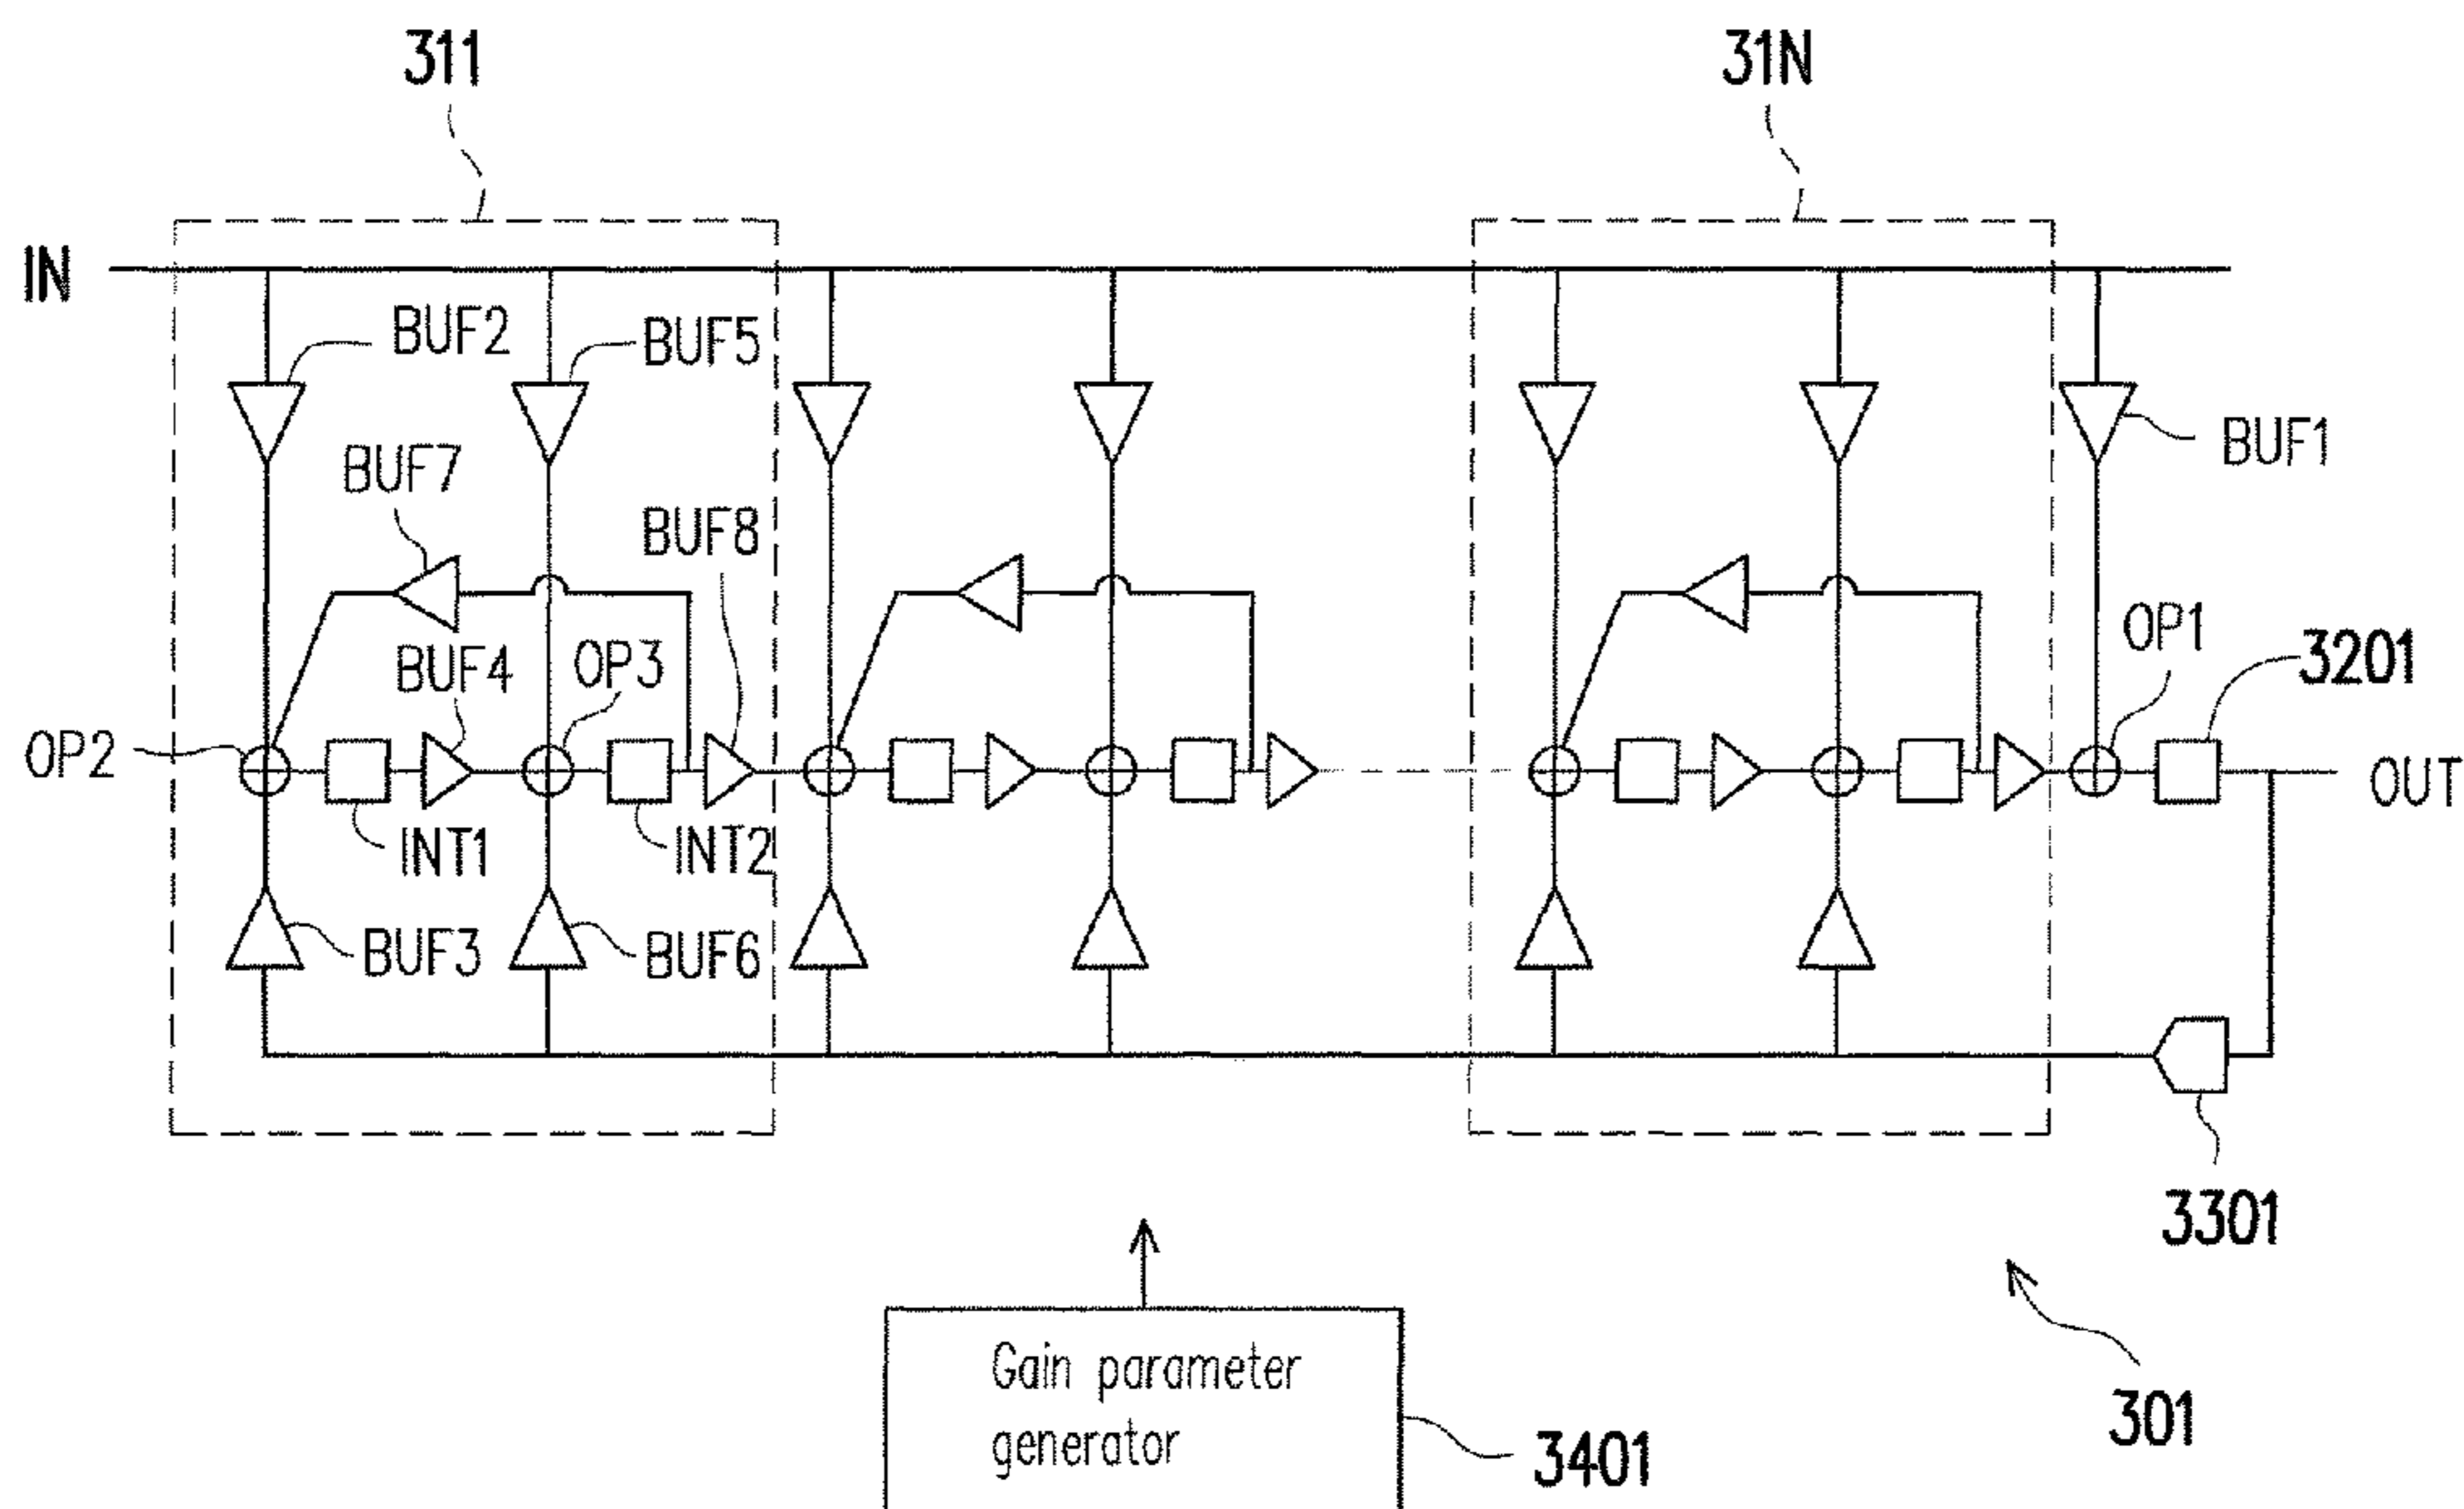 311
31N
IN
BUF2
BUF5
BUF1
BUF7
BUF8
BUF4
OP3
OP1
3201
OP2
OUT
INT1
INT2
BUF3
BUF6
3301
Gain parameter
generator
301
3401